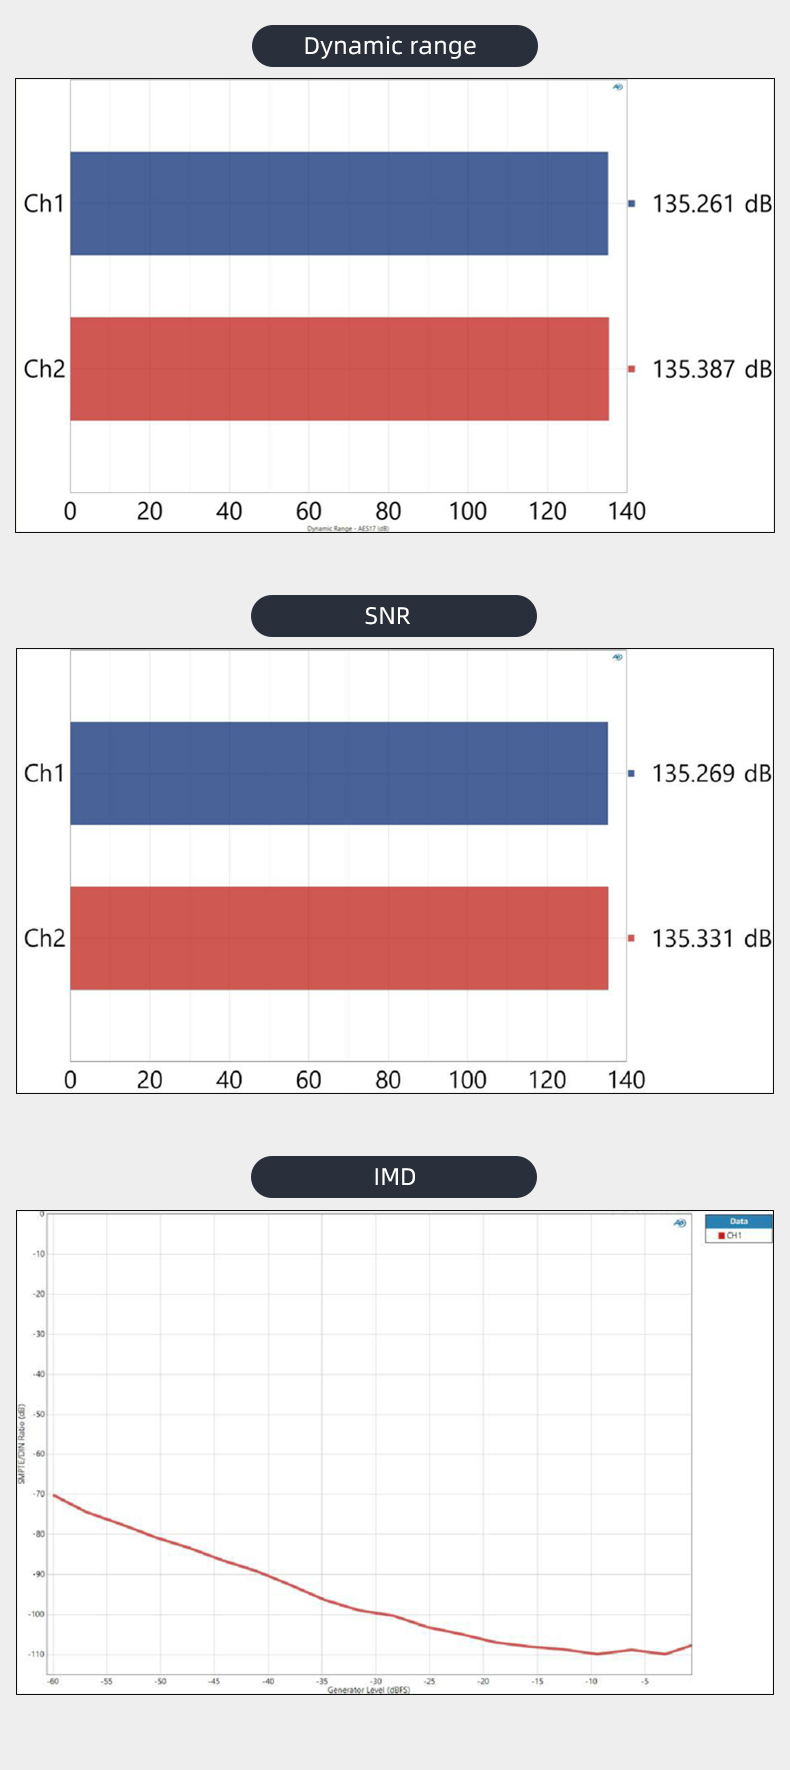 Dynamic range
Ch1
135.261 dB
Ch2
135.387 dB
0 20 40 60 80 100 120 140
Dynamic Range - AES17 (dB)
SNR
Ch1
135.269 dB
Ch2
135.331 dB
0 20 40 60 80 100 120 140
IMD
Data
CH1
0
-10
-20
-30
-40
-50
-60
-70
-80
-90
-100
-110
SMPTE/DIN Ratio (dB)
-60 -55 -50 -45 -40 -35 -30 -25 -20 -15 -10 -5
Generator Level (dBFS)